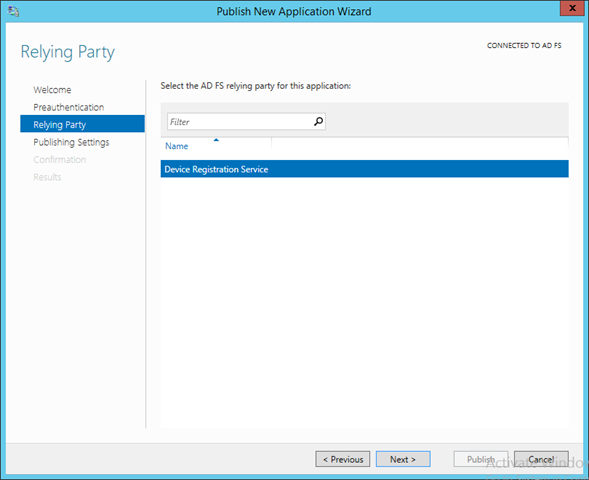 Publish New Application Wizard
X
Relying Party
CONNECTED TO AD FS
Welcome
Preauthentication
Relying Party
Publishing Settings
Confirmation
Results
Select the AD FS relying party for this application:
Filter
Name
Device Registration Service
< Previous
Next >
Publish
Cancel
Activate Window